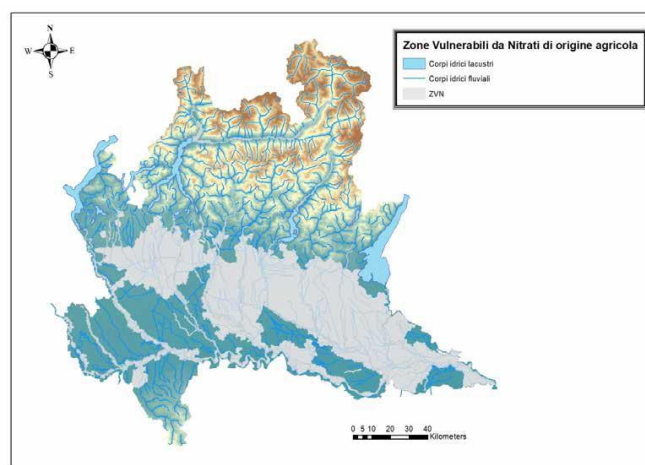 N
W E
S
Zone Vulnerabili da Nitrati di origine agricola
Corpi idrici lacustri
Corpi idrici fluviali
ZVN
0 5 10 20 30 40
Kilometers